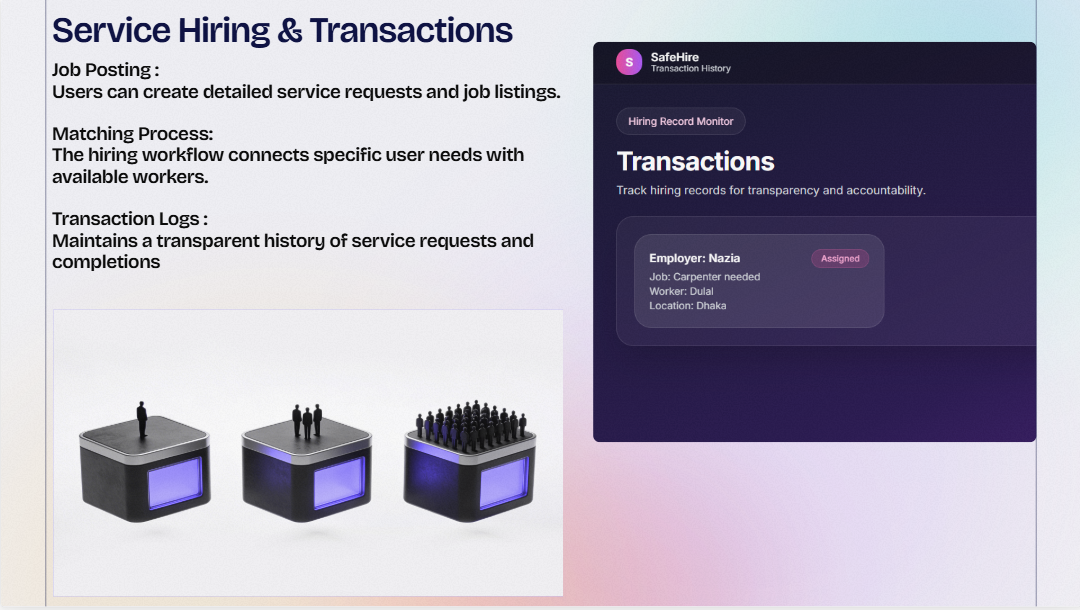 Service Hiring & Transactions
Job Posting :
Users can create detailed service requests and job listings.
Matching Process:
The hiring workflow connects specific user needs with
available workers.
Transaction Logs :
Maintains a transparent history of service requests and
completions
S
SafeHire
Transaction History
Hiring Record Monitor
Transactions
Track hiring records for transparency and accountability.
Employer: Nazia
Assigned
Job: Carpenter needed
Worker: Dulal
Location: Dhaka